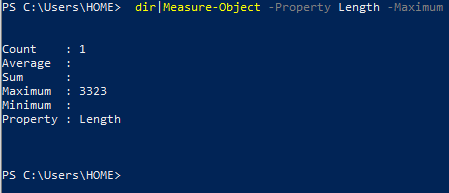 PS C:\Users\HOME>  dir|Measure-Object -Property Length -Maximum
Count    : 1
Average  :
Sum      :
Maximum  : 3323
Minimum  :
Property : Length
PS C:\Users\HOME>